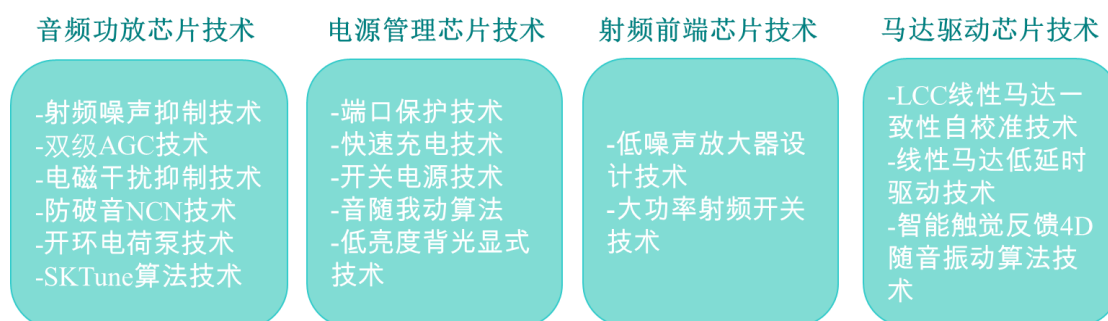 音频功放芯片技术
-射频噪声抑制技术
-双级AGC技术
-电磁干扰抑制技术
-防破音NCN技术
-开环电荷泵技术
-SKTune算法技术
电源管理芯片技术
-端口保护技术
-快速充电技术
-开关电源技术
-音随我动算法
-低亮度背光显式
技术
射频前端芯片技术
-低噪声放大器设
计技术
-大功率射频开关
技术
马达驱动芯片技术
-LCC线性马达一
致性自校准技术
-线性马达低延时
驱动技术
-智能触觉反馈4D
随音振动算法技
术